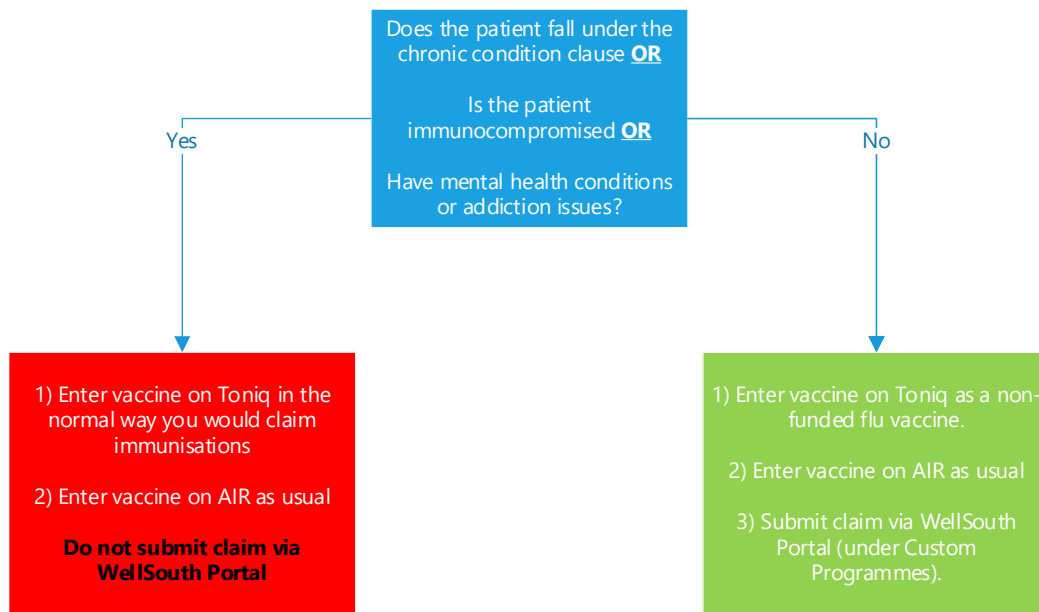 Does the patient fall under the
chronic condition clause OR
Is the patient
immunocompromised OR
Have mental health conditions
or addiction issues?
Yes
No
1) Enter vaccine on Toniq in the
normal way you would claim
immunisations
2) Enter vaccine on AIR as usual
Do not submit claim via
WellSouth Portal
1) Enter vaccine on Toniq as a non-
funded flu vaccine.
2) Enter vaccine on AIR as usual
3) Submit claim via WellSouth
Portal (under Custom
Programmes).